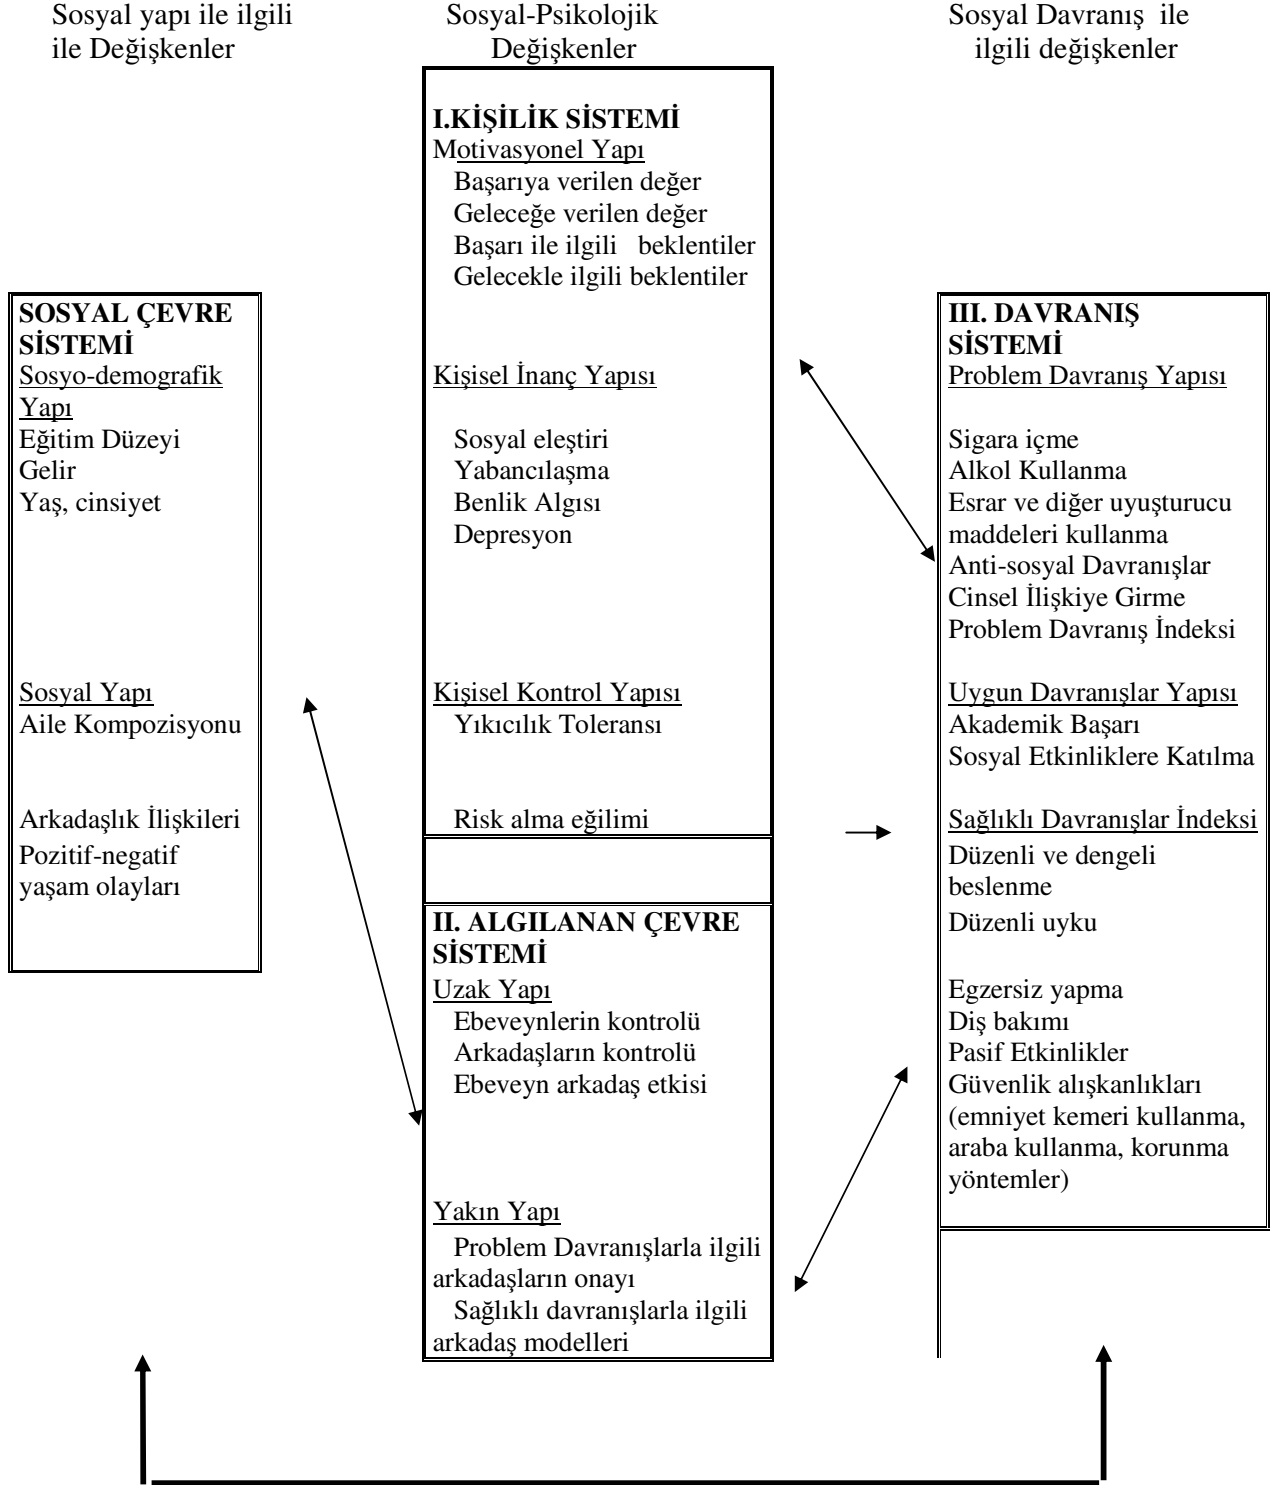 Sosyal yapı ile ilgili
ile Değişkenler
Sosyal-Psikolojik
Değişkenler
Sosyal Davranış ile
ilgili değişkenler
SOSYAL ÇEVRE
SİSTEMİ
Sosyo-demografik
Yapı
Eğitim Düzeyi
Gelir
Yaş, cinsiyet
Sosyal Yapı
Aile Kompozisyonu
Arkadaşlık İlişkileri
Pozitif-negatif
yaşam olayları
I.KİŞİLİK SİSTEMİ
Motivasyonel Yapı
Başarıya verilen değer
Geleceğe verilen değer
Başarı ile ilgili beklentiler
Gelecekle ilgili beklentiler
Kişisel İnanç Yapısı
Sosyal eleştiri
Yabancılaşma
Benlik Algısı
Depresyon
Kişisel Kontrol Yapısı
Yıkıcılık Toleransı
Risk alma eğilimi
II. ALGILANAN ÇEVRE
SİSTEMİ
Uzak Yapı
Ebeveynlerin kontrolü
Arkadaşların kontrolü
Ebeveyn arkadaş etkisi
Yakın Yapı
Problem Davranışlarla ilgili
arkadaşların onayı
Sağlıklı davranışlarla ilgili
arkadaş modelleri
III. DAVRANIŞ
SİSTEMİ
Problem Davranış Yapısı
Sigara içme
Alkol Kullanma
Esrar ve diğer uyuşturucu
maddeleri kullanma
Anti-sosyal Davranışlar
Cinsel İlişkiye Girme
Problem Davranış İndeksi
Uygun Davranışlar Yapısı
Akademik Başarı
Sosyal Etkinliklere Katılma
Sağlıklı Davranışlar İndeksi
Düzenli ve dengeli
beslenme
Düzenli uyku
Egzersiz yapma
Diş bakımı
Pasif Etkinlikler
Güvenlik alışkanlıkları
(emniyet kemeri kullanma,
araba kullanma, korunma
yöntemler)